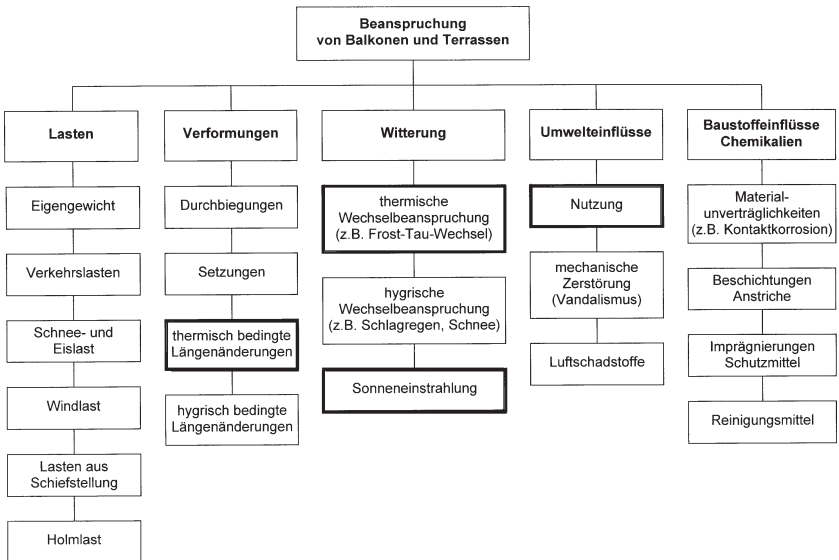 Beanspruchung
von Balkonen und Terrassen
Lasten
Verformungen
Witterung
Umwelteinflüsse
Baustoffeinflüsse
Chemikalien
Eigengewicht
Verkehrslasten
Schnee- und
Eislast
Windlast
Lasten aus
Schiefstellung
Holmlast
Durchbiegungen
Setzungen
thermisch bedingte
Längenänderungen
hygrisch bedingte
Längenänderungen
thermische
Wechselbeanspruchung
(z.B. Frost-Tau-Wechsel)
hygrische
Wechselbeanspruchung
(z.B. Schlagregen, Schnee)
Sonneneinstrahlung
Nutzung
mechanische
Zerstörung
(Vandalismus)
Luftschadstoffe
Material-
unverträglichkeiten
(z.B. Kontaktkorrosion)
Beschichtungen
Anstriche
Imprägnierungen
Schutzmittel
Reinigungsmittel